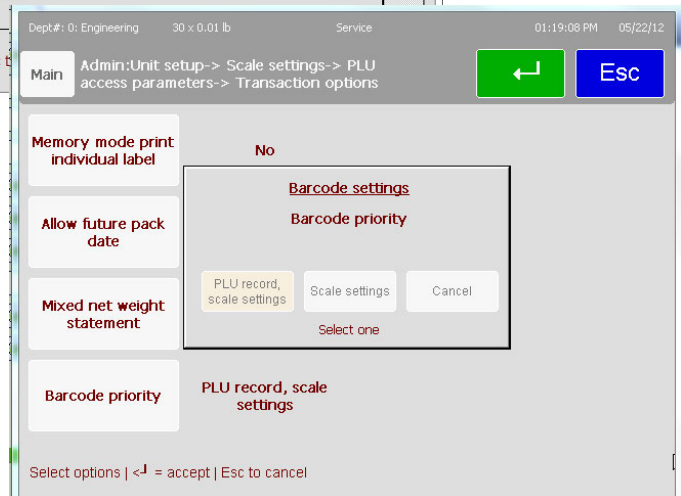 Dept#: 0: Engineering 30 x 0.01 lb Service 01:19:08 PM 05/22/12
Main
Admin:Unit setup-> Scale settings-> PLU
access parameters-> Transaction options
Esc
Memory mode print
individual label
No
Barcode settings
Barcode priority
Allow future pack
date
PLU record,
scale settings
Scale settings
Cancel
Select one
Mixed net weight
statement
Barcode priority
PLU record, scale
settings
Select options | <┘ = accept | Esc to cancel